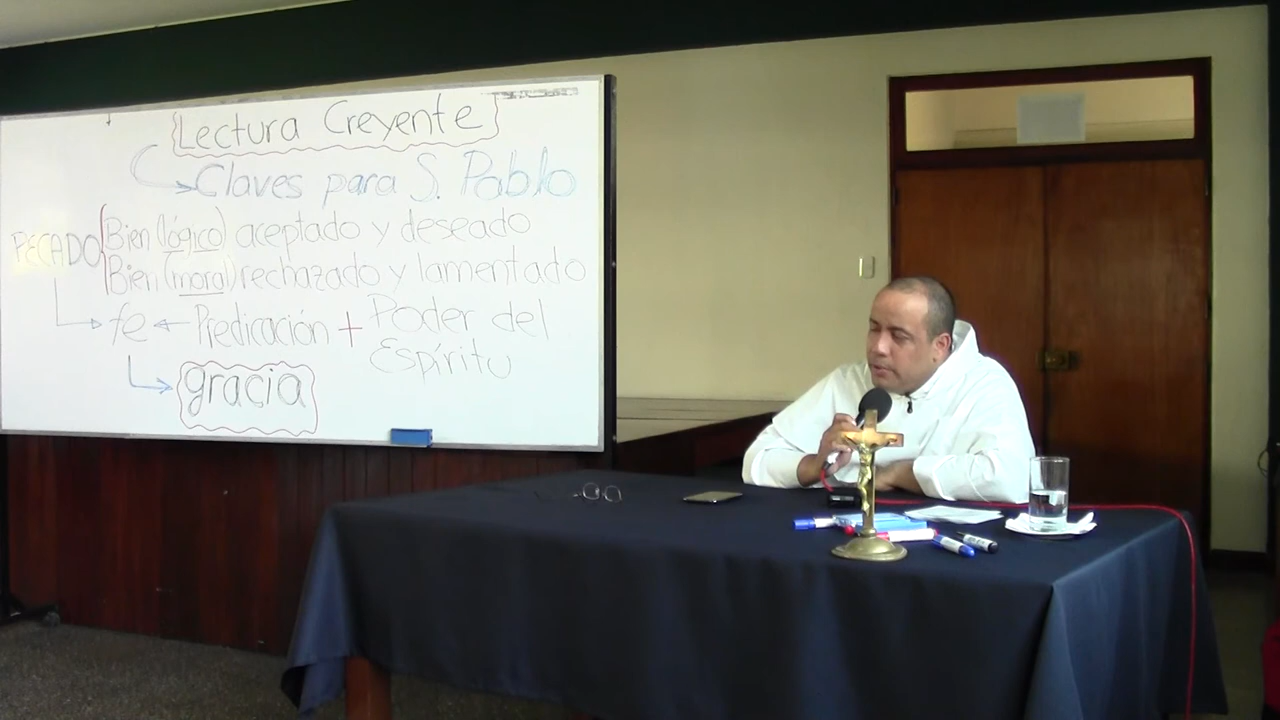 Lectura Creyente
Claves para S. Pablo
PECADO Bien (lógico) aceptado y deseado
Bien (moral) rechazado y lamentado
fe Predicación + Poder del
Espíritu
gracia